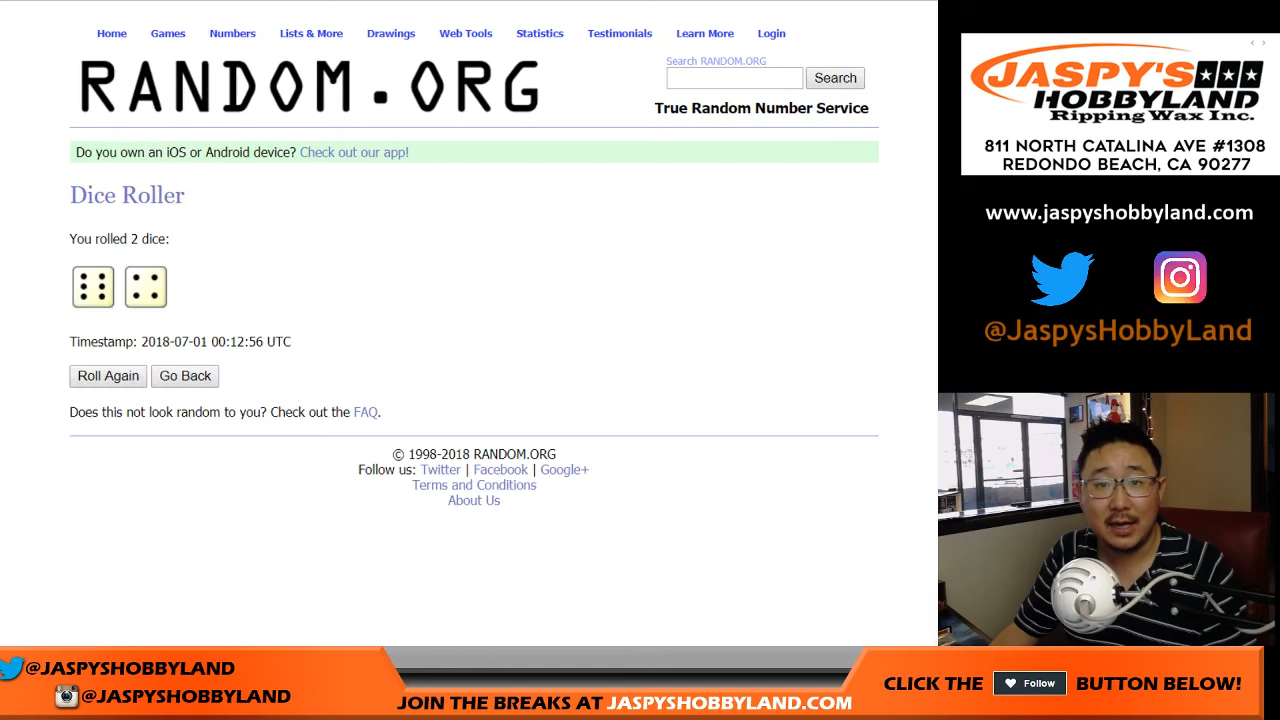 Home Games Numbers Lists & More Drawings Web Tools Statistics Testimonials Learn More Login
RANDOM.ORG
Search RANDOM.ORG
Search
True Random Number Service
Do you own an iOS or Android device? Check out our app!
Dice Roller
You rolled 2 dice:
Timestamp: 2018-07-01 00:12:56 UTC
Roll Again Go Back
Does this not look random to you? Check out the FAQ.
© 1998-2018 RANDOM.ORG
Follow us: Twitter | Facebook | Google+
Terms and Conditions
About Us
JASPY'S
HOBBYLAND
Ripping Wax Inc.
811 NORTH CATALINA AVE #1308
REDONDO BEACH, CA 90277
www.jaspyshobbyland.com
@JaspysHobbyLand
@JASPYSHOBBYLAND
@JASPYSHOBBYLAND
JOIN THE BREAKS AT JASPYSHOBBYLAND.COM
CLICK THE Follow BUTTON BELOW!